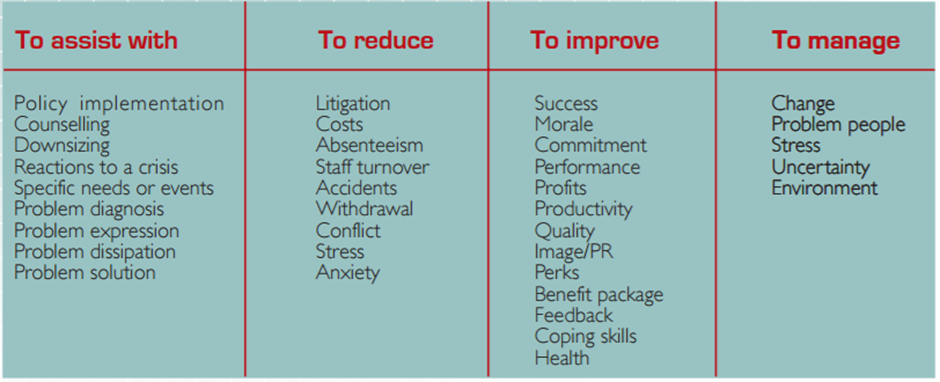 To assist with
Policy implementation
Counselling
Downsizing
Reactions to a crisis
Specific needs or events
Problem diagnosis
Problem expression
Problem dissipation
Problem solution
To reduce
Litigation
Costs
Absenteeism
Staff turnover
Accidents
Withdrawal
Conflict
Stress
Anxiety
To improve
Success
Morale
Commitment
Performance
Profits
Productivity
Quality
Image/PR
Perks
Benefit package
Feedback
Coping skills
Health
To manage
Change
Problem people
Stress
Uncertainty
Environment